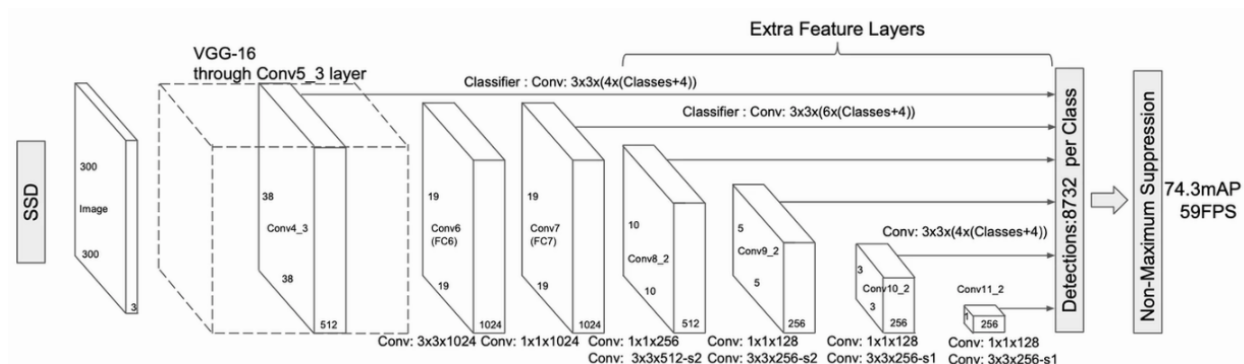 Extra Feature Layers
VGG-16
through Conv5_3 layer
Classifier : Conv: 3x3x(4x(Classes+4))
Classifier : Conv: 3x3x(6x(Classes+4))
SSD
300
Image
300
3
38
Conv4_3
38
512
19
Conv6
(FC6)
19
1024
19
Conv7
(FC7)
19
1024
10
Conv8_2
10
512
5
Conv9_2
5
256
Conv: 3x3x(4x(Classes+4))
3
Conv10_2
3
256
Conv11_2
1
256
Detections:8732 per Class
Non-Maximum Suppression
74.3mAP
59FPS
Conv: 3x3x1024
Conv: 1x1x1024
Conv: 1x1x256
Conv: 3x3x512-s2
Conv: 1x1x128
Conv: 3x3x256-s2
Conv: 1x1x128
Conv: 3x3x256-s1
Conv: 1x1x128
Conv: 3x3x256-s1